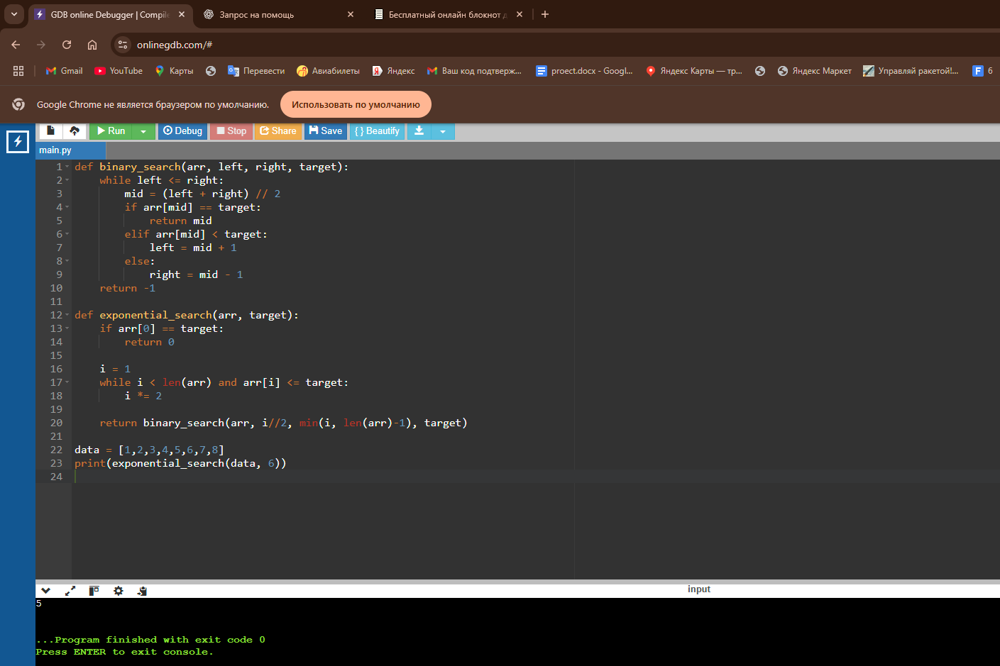 GDB online Debugger | Compile
Запрос на помощь
Бесплатный онлайн блокнот д
onlinegdb.com/#
Gmail
YouTube
Карты
Перевести
Авиабилеты
Яндекс
Ваш код подтверж...
proect.docx - Googl...
Яндекс Карты — тр...
Яндекс Маркет
Управляй ракетой!...
6
Google Chrome не является браузером по умолчанию.
Использовать по умолчанию
Run
Debug
Stop
Share
Save
{ } Beautify
main.py
1 def binary_search(arr, left, right, target):
2     while left <= right:
3         mid = (left + right) // 2
4         if arr[mid] == target:
5             return mid
6         elif arr[mid] < target:
7             left = mid + 1
8         else:
9             right = mid - 1
10     return -1
11
12 def exponential_search(arr, target):
13     if arr[0] == target:
14         return 0
15
16     i = 1
17     while i < len(arr) and arr[i] <= target:
18         i *= 2
19
20     return binary_search(arr, i//2, min(i, len(arr)-1), target)
21
22 data = [1,2,3,4,5,6,7,8]
23 print(exponential_search(data, 6))
24
input
5
...Program finished with exit code 0
Press ENTER to exit console.